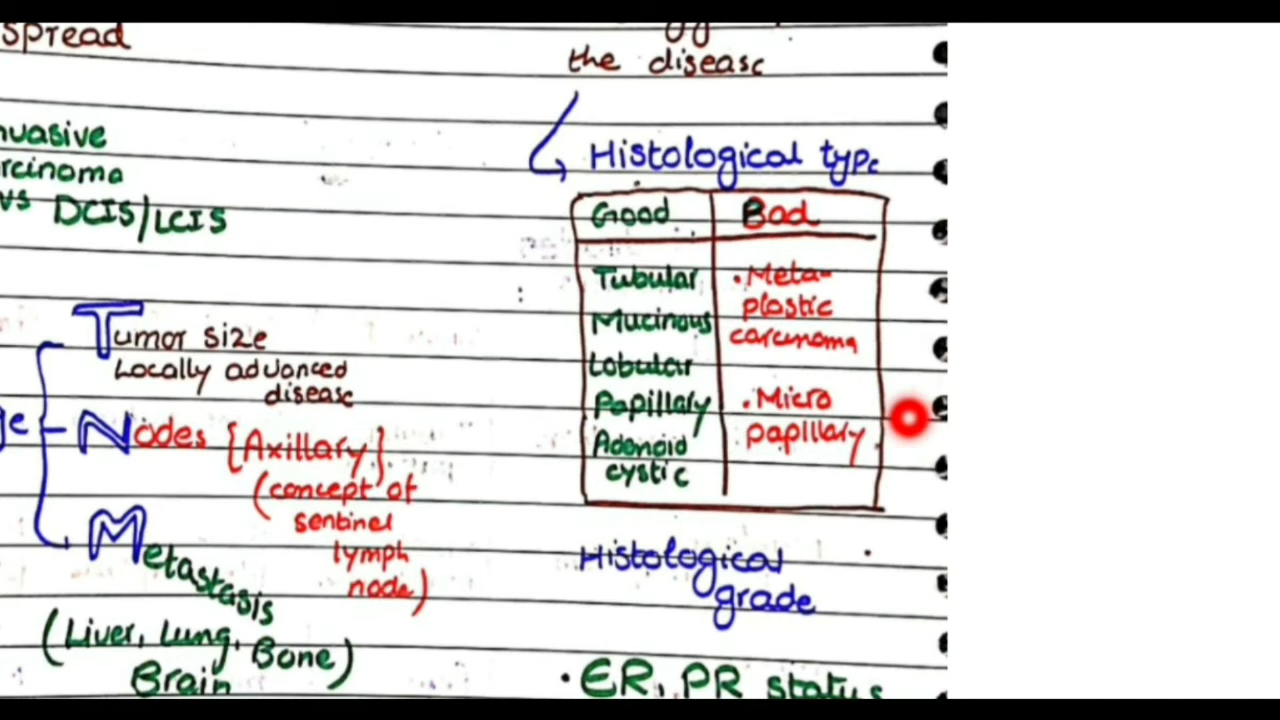 spread
the disease
Histological type
nvasive
rcinoma
vs DCIS/LCIS
Good Bad
Tubular
Mucinous
Lobular
Papillary
Adenoid
cystic
.Meta-
plastic
carcinoma
.Micro
papillary
Tumor size
Locally advanced
disease
Nodes [Axillary]
(concept of
sentinel
lymph
node)
Metastasis
(Liver, Lung, Bone)
Brain
Histological
grade
.ER, PR status